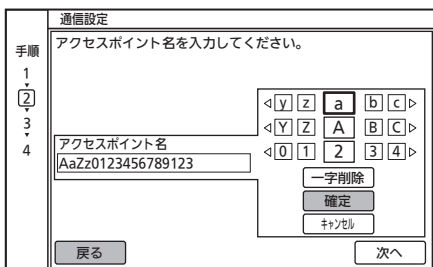 通信設定
手順
1
2
3
4
アクセスポイント名を入力してください。
◁ y z a b c ▷
◁ Y Z A B C ▷
◁ 0 1 2 3 4 ▷
アクセスポイント名
AaZz0123456789123
一字削除
確定
キャンセル
戻る
次へ